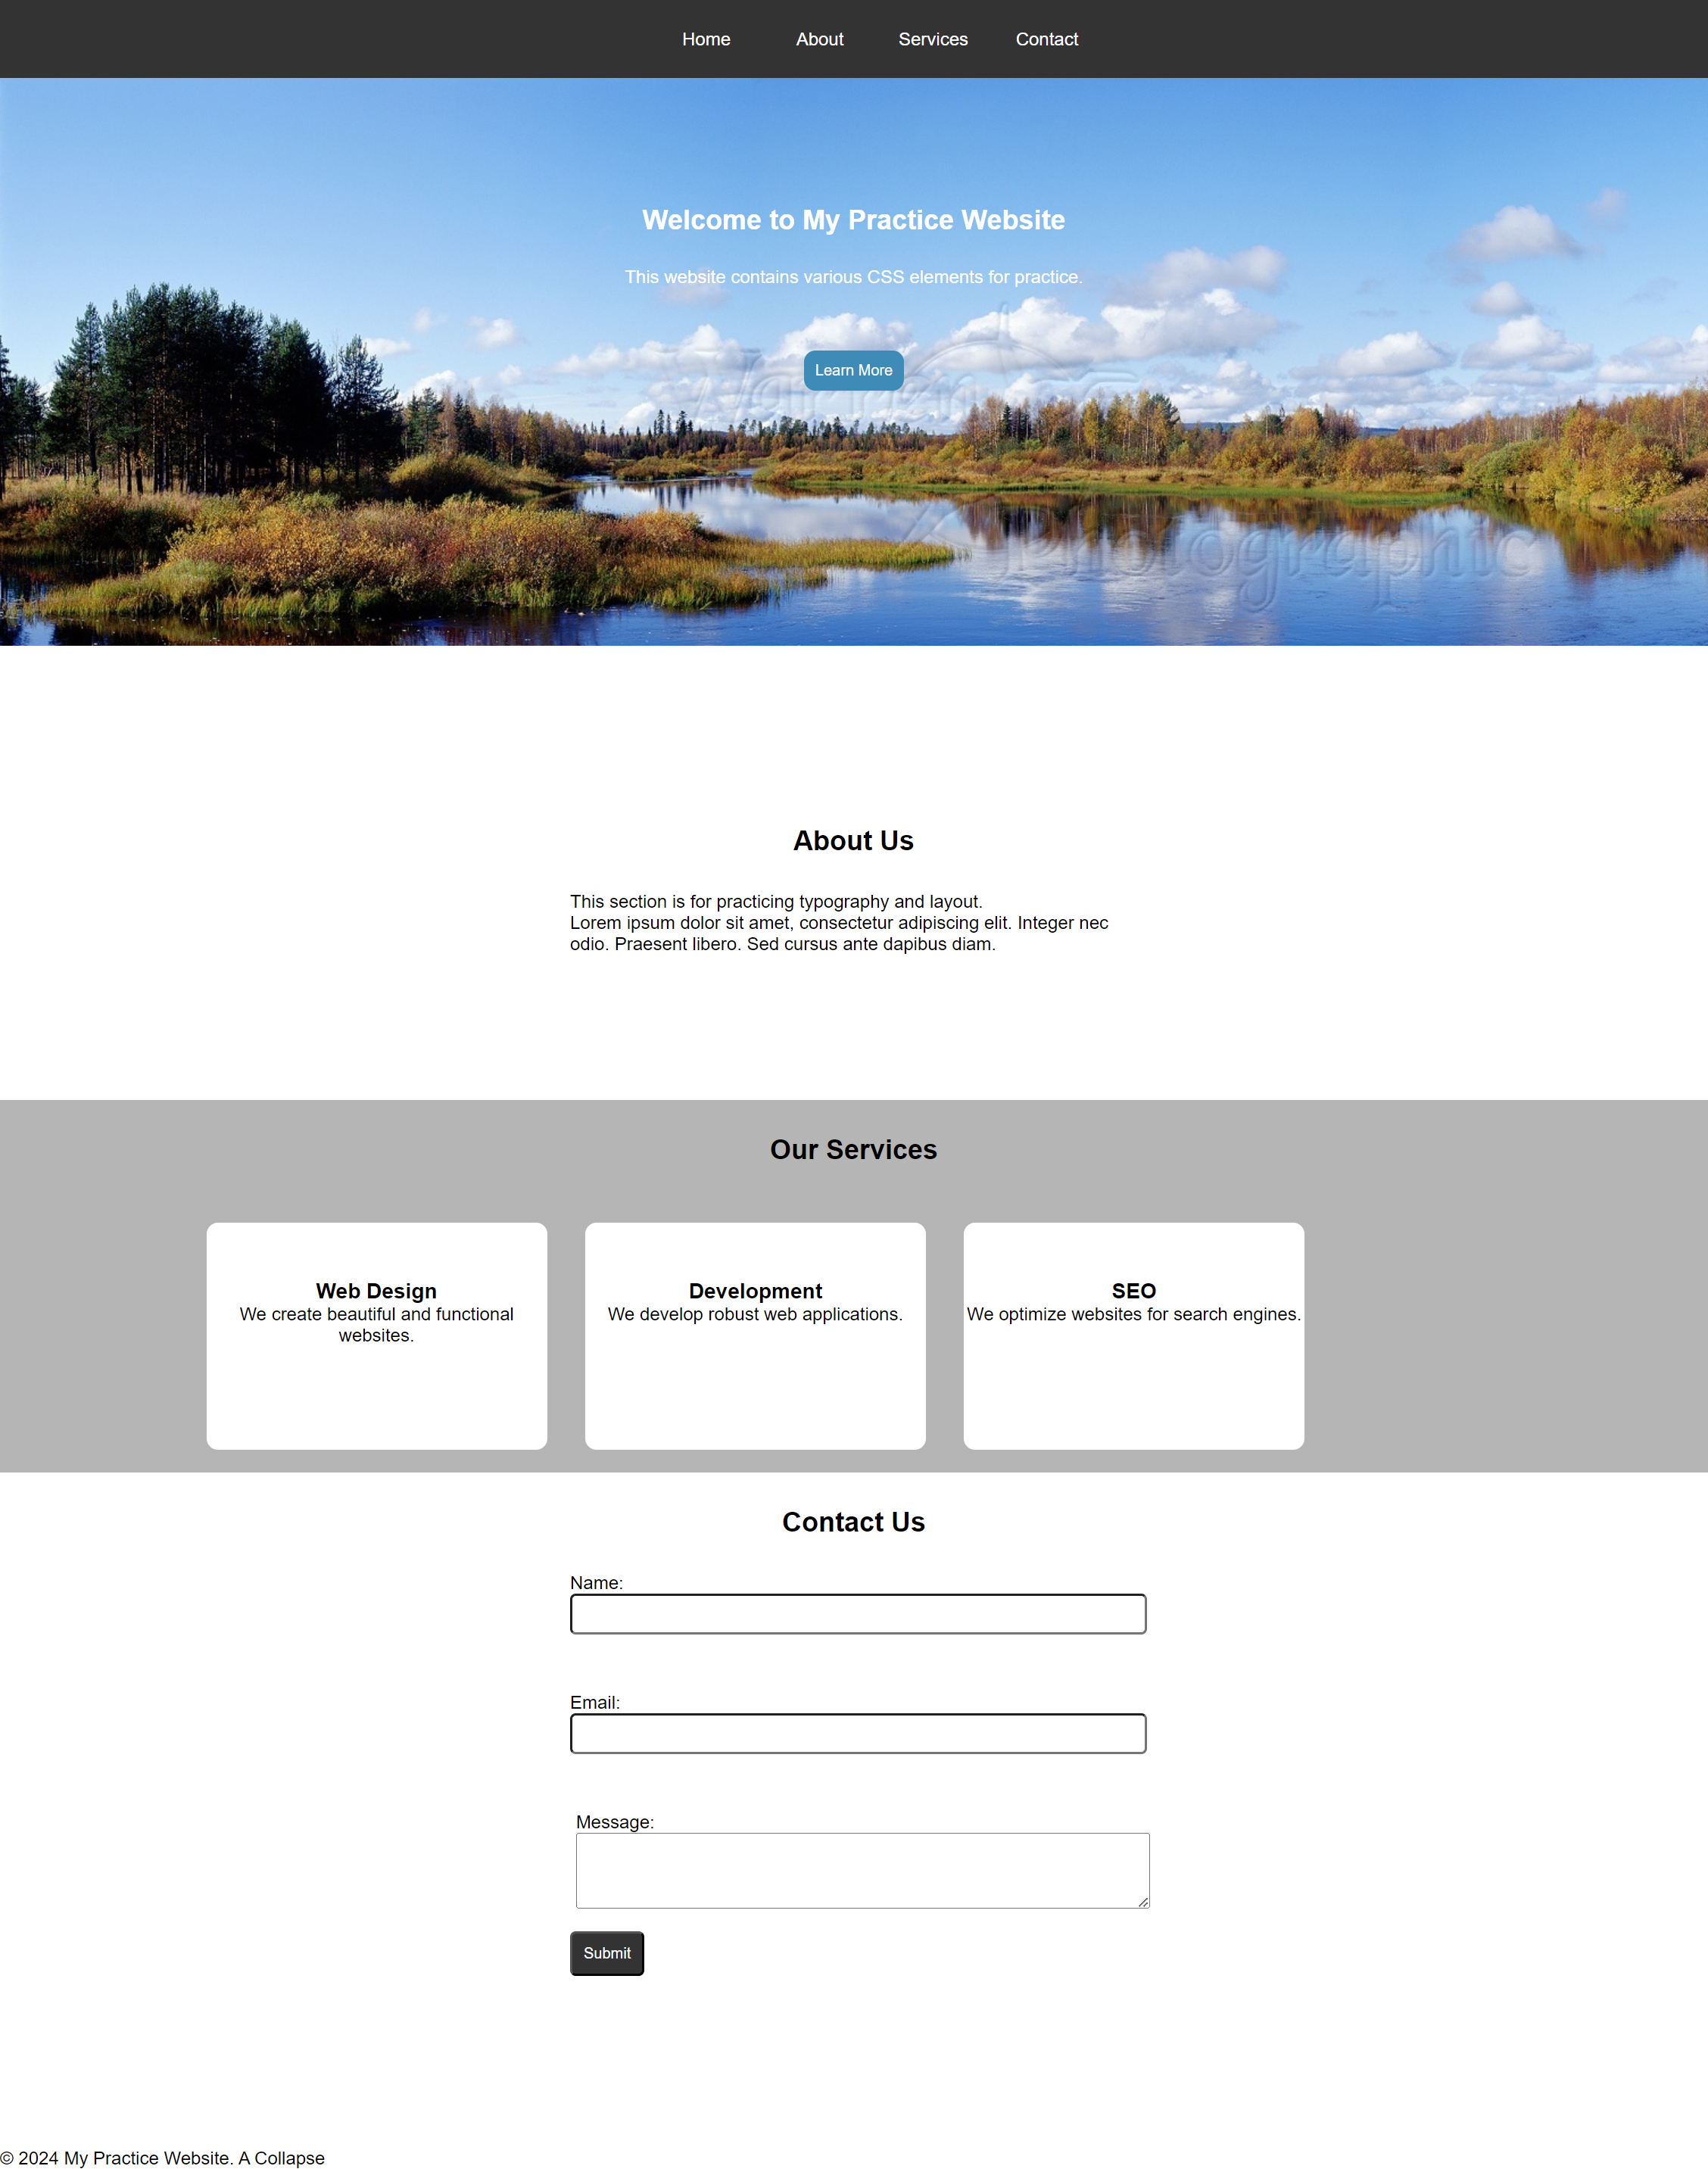 Home About Services Contact
Welcome to My Practice Website
This website contains various CSS elements for practice.
Learn More
Photographic
About Us
This section is for practicing typography and layout.
Lorem ipsum dolor sit amet, consectetur adipiscing elit. Integer nec
odio. Praesent libero. Sed cursus ante dapibus diam.
Our Services
Web Design
We create beautiful and functional
websites.
Development
We develop robust web applications.
SEO
We optimize websites for search engines.
Contact Us
Name:
Email:
Message:
Submit
© 2024 My Practice Website. A Collapse